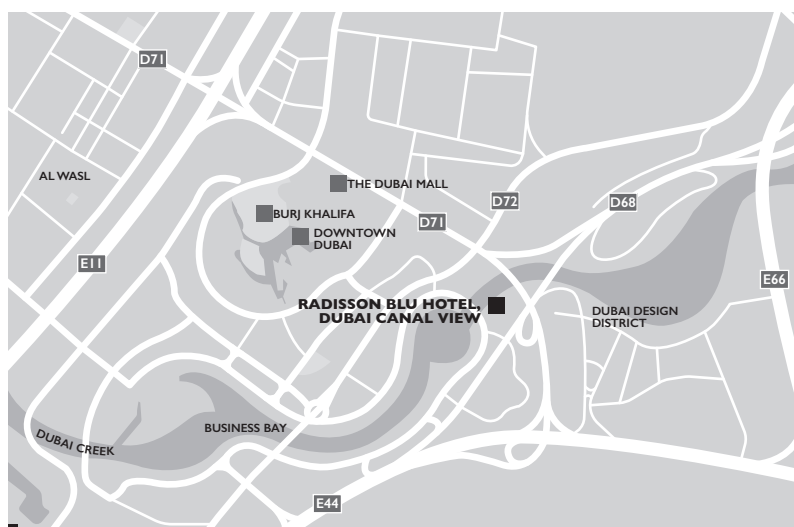 D71
AL WASL
THE DUBAI MALL
D72
D68
BURJ KHALIFA
D71
DOWNTOWN
DUBAI
E11
E66
RADISSON BLU HOTEL,
DUBAI CANAL VIEW
DUBAI DESIGN
DISTRICT
BUSINESS BAY
DUBAI CREEK
E44